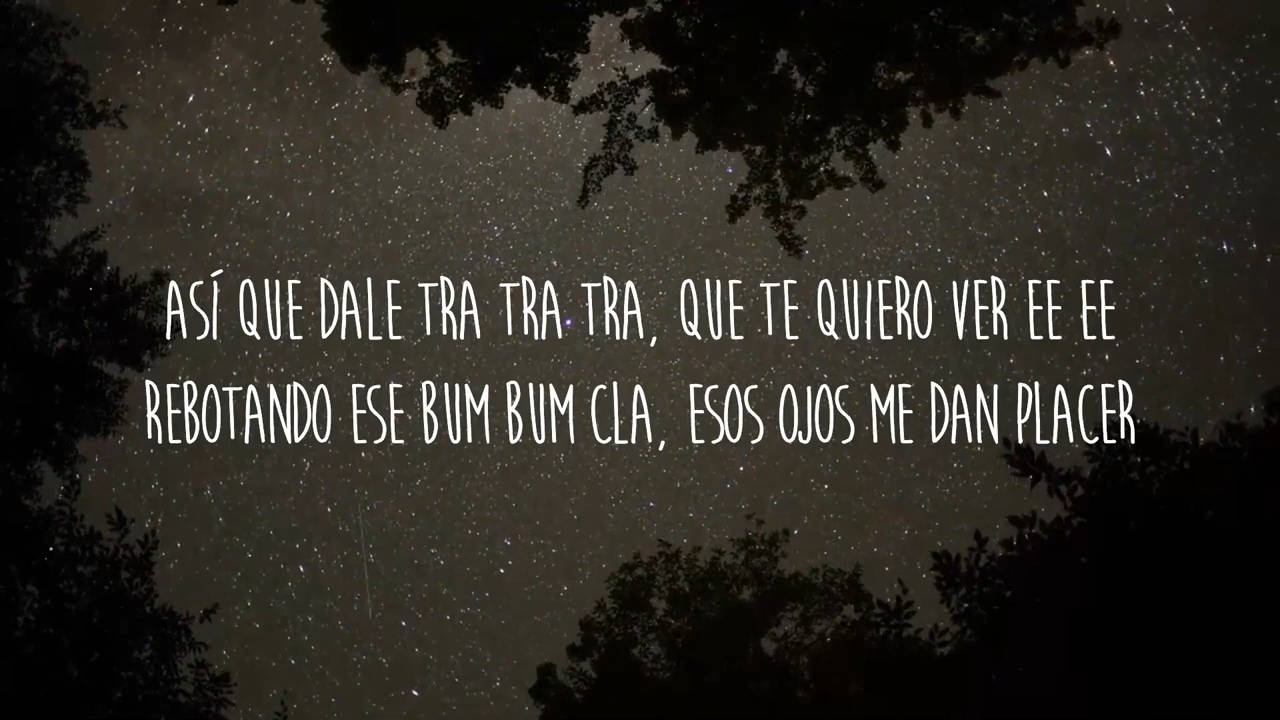 ASÍ QUE DALE TRA TRA TRA, QUE TE QUIERO VER EE EE
REBOTANDO ESE BUM BUM CLA, ESOS OJOS ME DAN PLACER